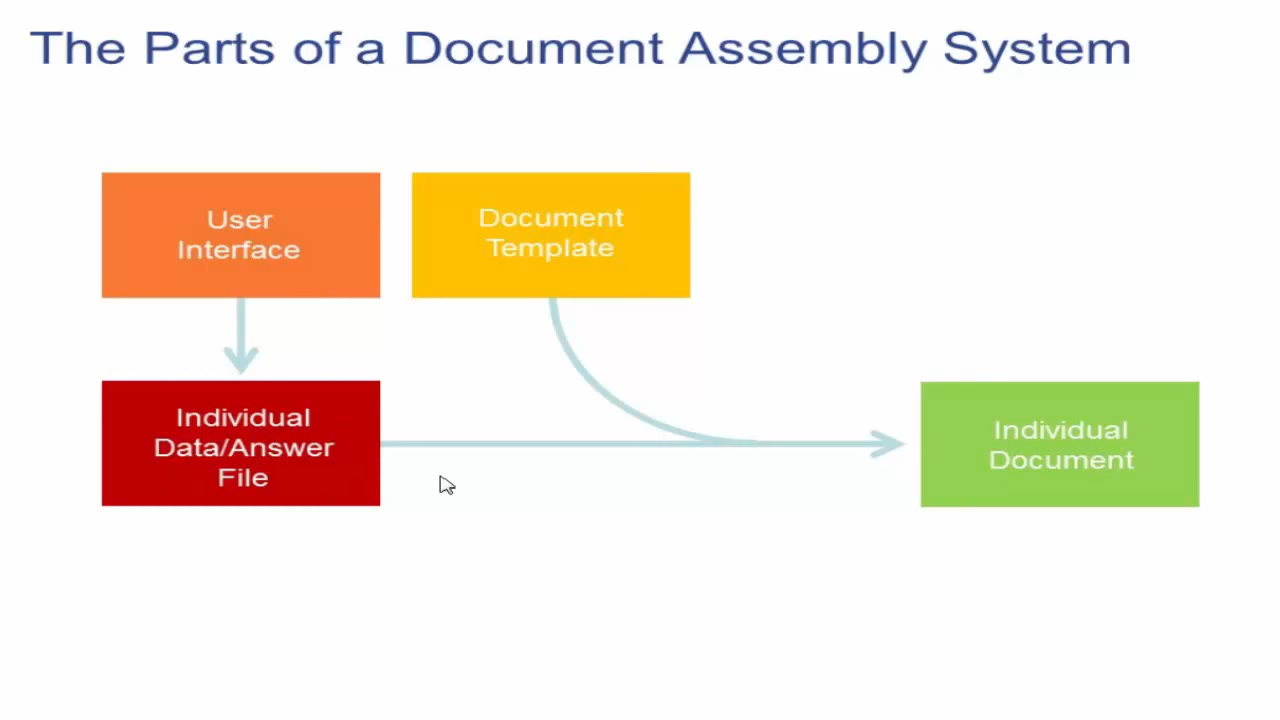 The Parts of a Document Assembly System
User
Interface
Document
Template
Individual
Data/Answer
File
Individual
Document